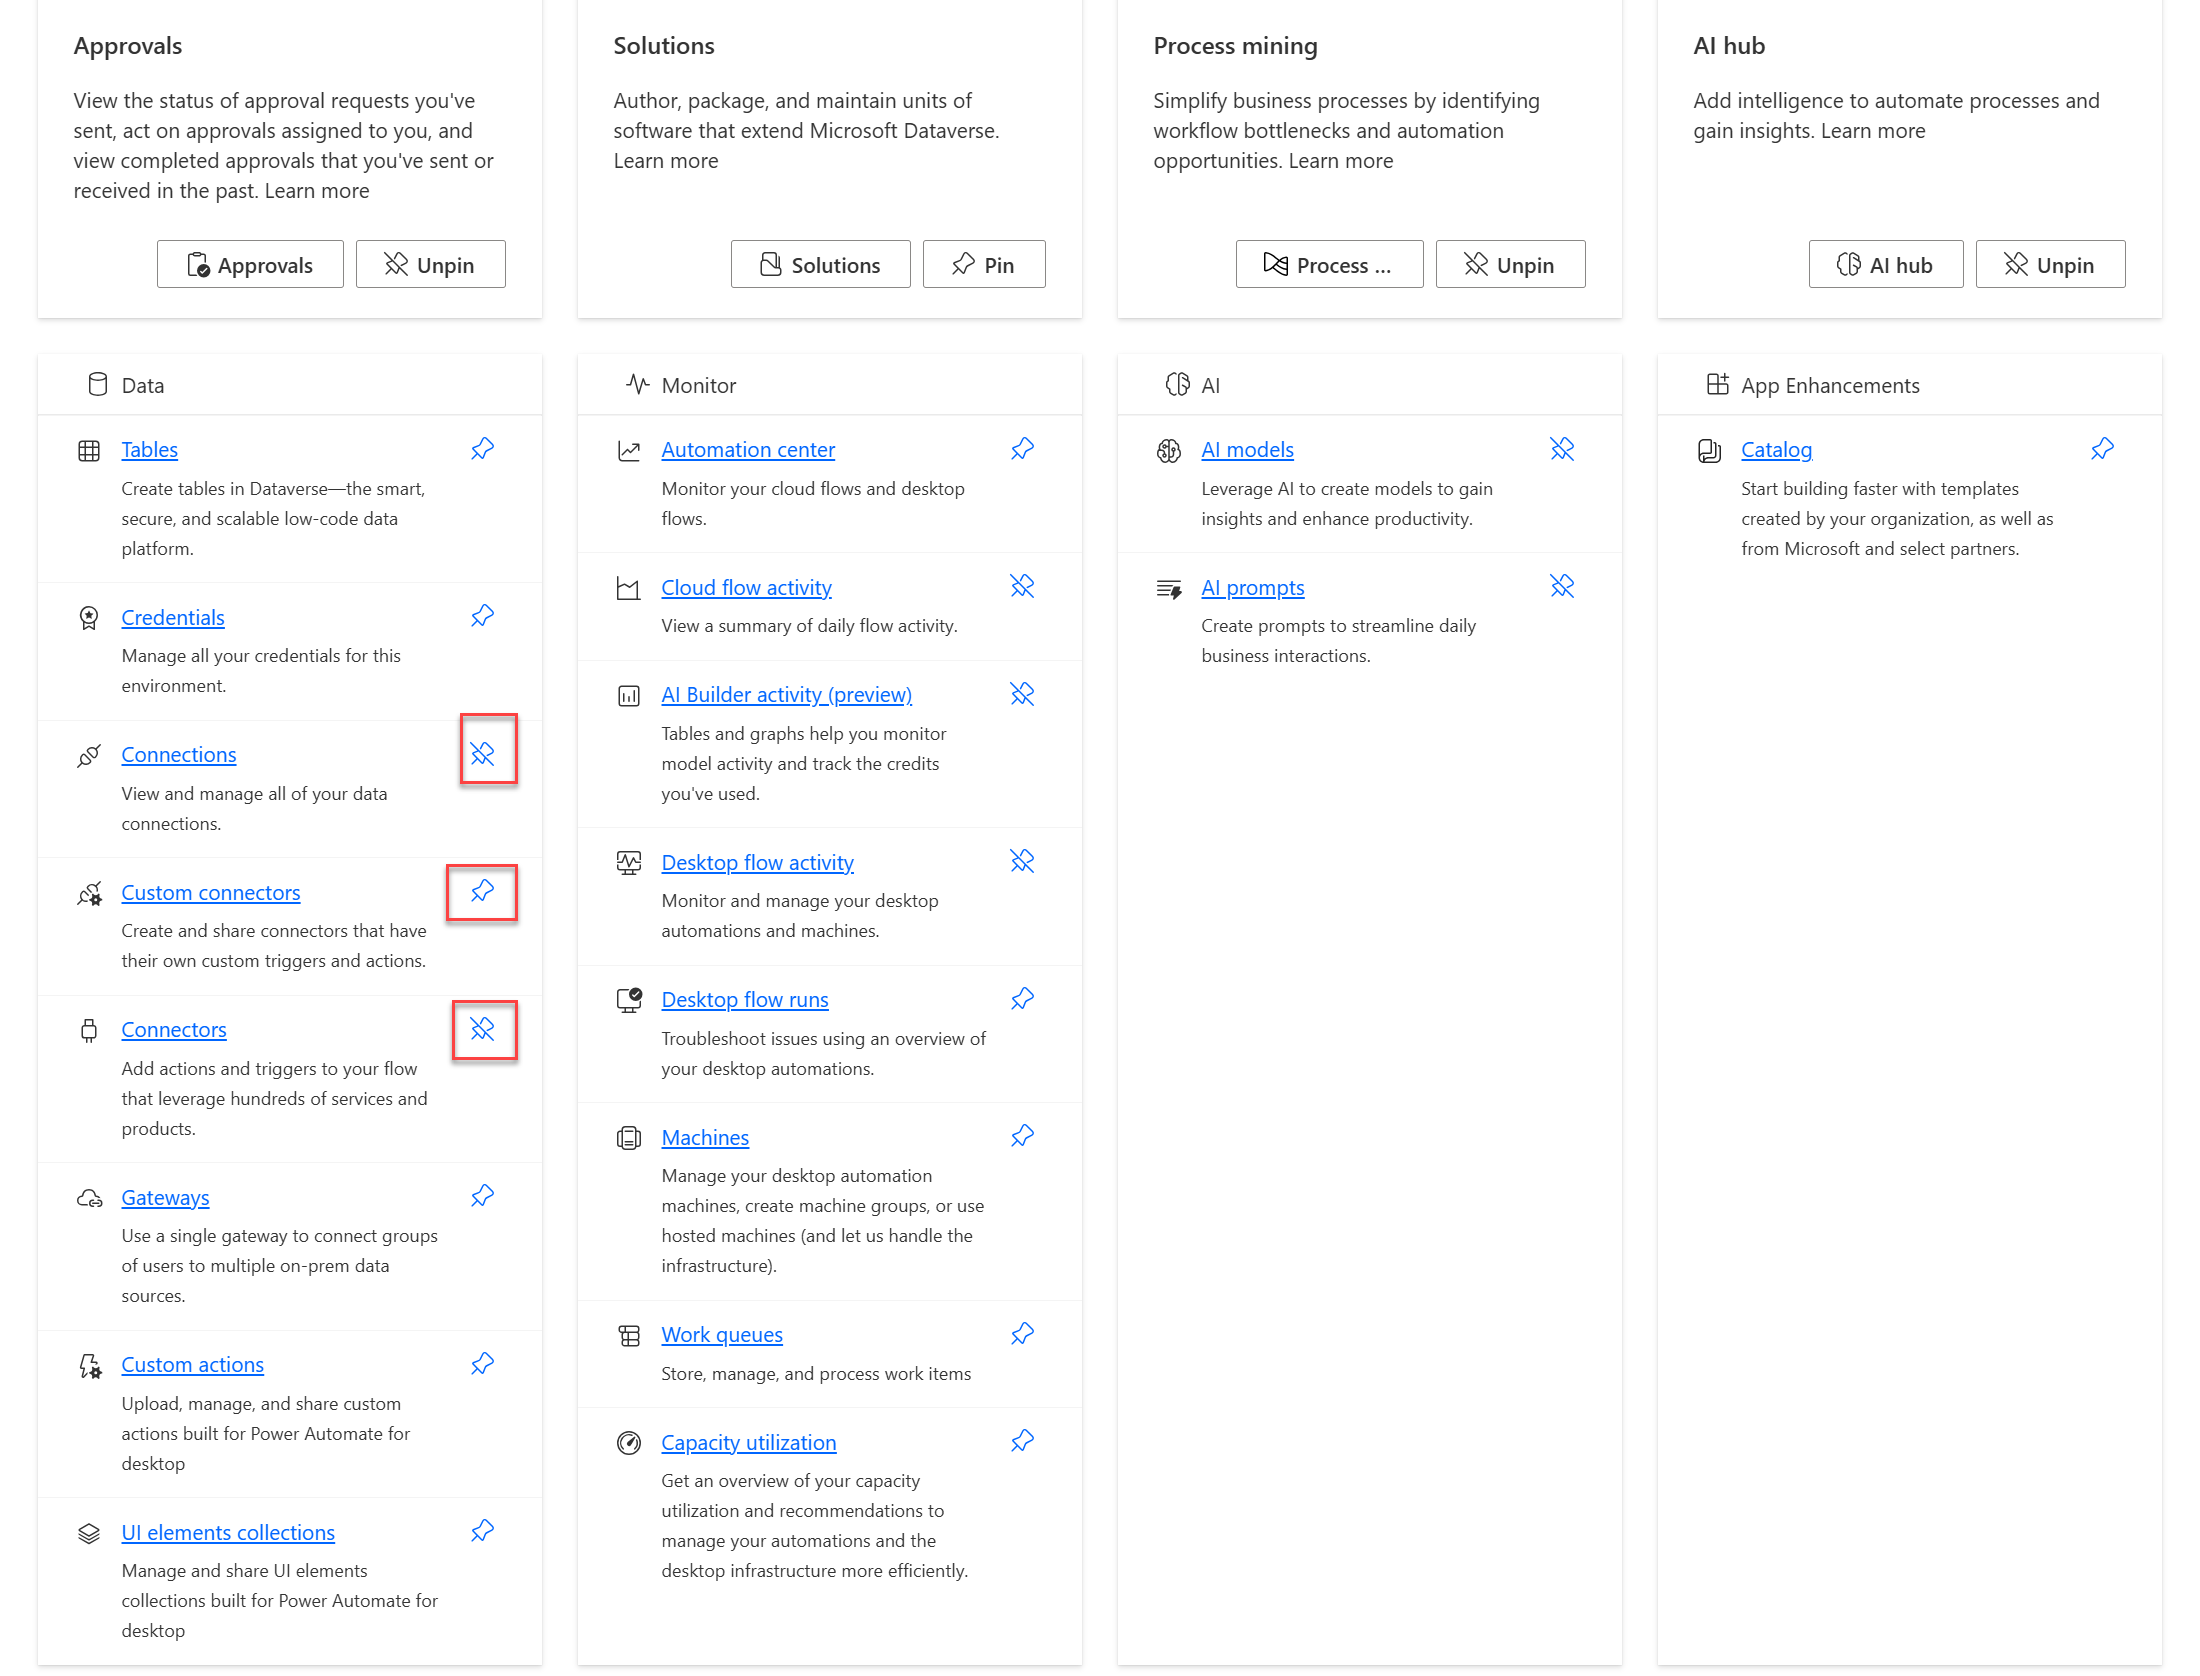 Approvals
View the status of approval requests you've
sent, act on approvals assigned to you, and
view completed approvals that you've sent or
received in the past. Learn more
Approvals
Unpin
Solutions
Author, package, and maintain units of
software that extend Microsoft Dataverse.
Learn more
Solutions
Pin
Process mining
Simplify business processes by identifying
workflow bottlenecks and automation
opportunities. Learn more
Process ...
Unpin
AI hub
Add intelligence to automate processes and
gain insights. Learn more
AI hub
Unpin
Data
Tables
Create tables in Dataverse—the smart,
secure, and scalable low-code data
platform.
Credentials
Manage all your credentials for this
environment.
Connections
View and manage all of your data
connections.
Custom connectors
Create and share connectors that have
their own custom triggers and actions.
Connectors
Add actions and triggers to your flow
that leverage hundreds of services and
products.
Gateways
Use a single gateway to connect groups
of users to multiple on-prem data
sources.
Custom actions
Upload, manage, and share custom
actions built for Power Automate for
desktop
UI elements collections
Manage and share UI elements
collections built for Power Automate for
desktop
Monitor
Automation center
Monitor your cloud flows and desktop
flows.
Cloud flow activity
View a summary of daily flow activity.
AI Builder activity (preview)
Tables and graphs help you monitor
model activity and track the credits
you've used.
Desktop flow activity
Monitor and manage your desktop
automations and machines.
Desktop flow runs
Troubleshoot issues using an overview of
your desktop automations.
Machines
Manage your desktop automation
machines, create machine groups, or use
hosted machines (and let us handle the
infrastructure).
Work queues
Store, manage, and process work items
Capacity utilization
Get an overview of your capacity
utilization and recommendations to
manage your automations and the
desktop infrastructure more efficiently.
AI
AI models
Leverage AI to create models to gain
insights and enhance productivity.
AI prompts
Create prompts to streamline daily
business interactions.
App Enhancements
Catalog
Start building faster with templates
created by your organization, as well as
from Microsoft and select partners.